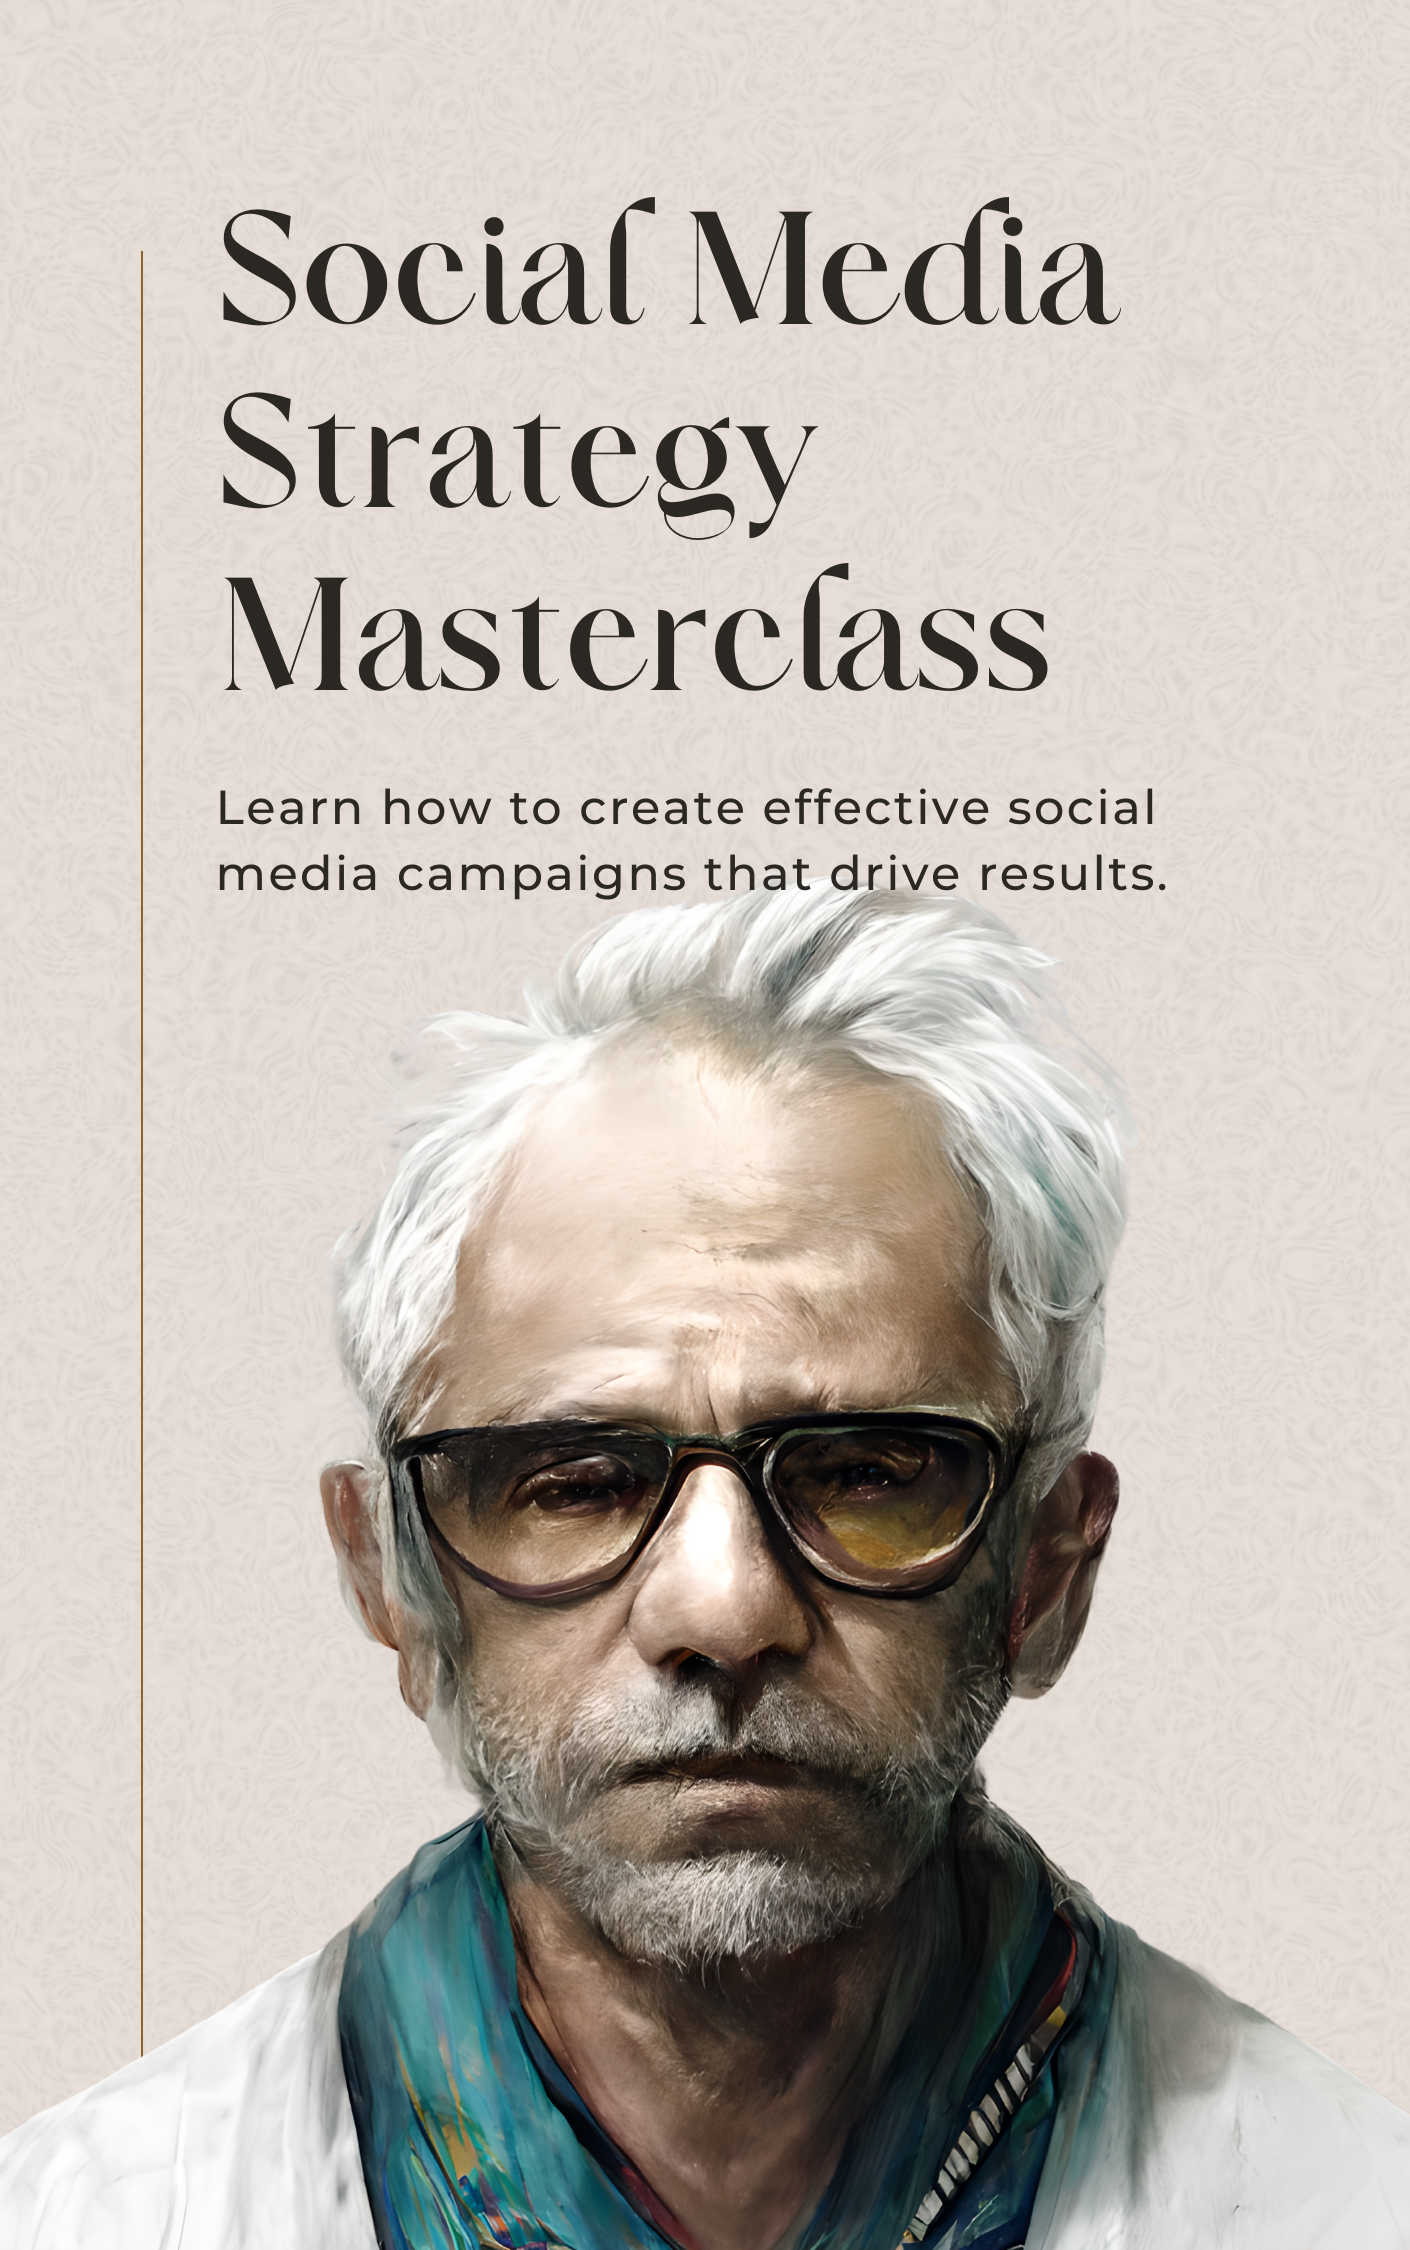 Social Media
Strategy
Masterclass
Learn how to create effective social
media campaigns that drive results.